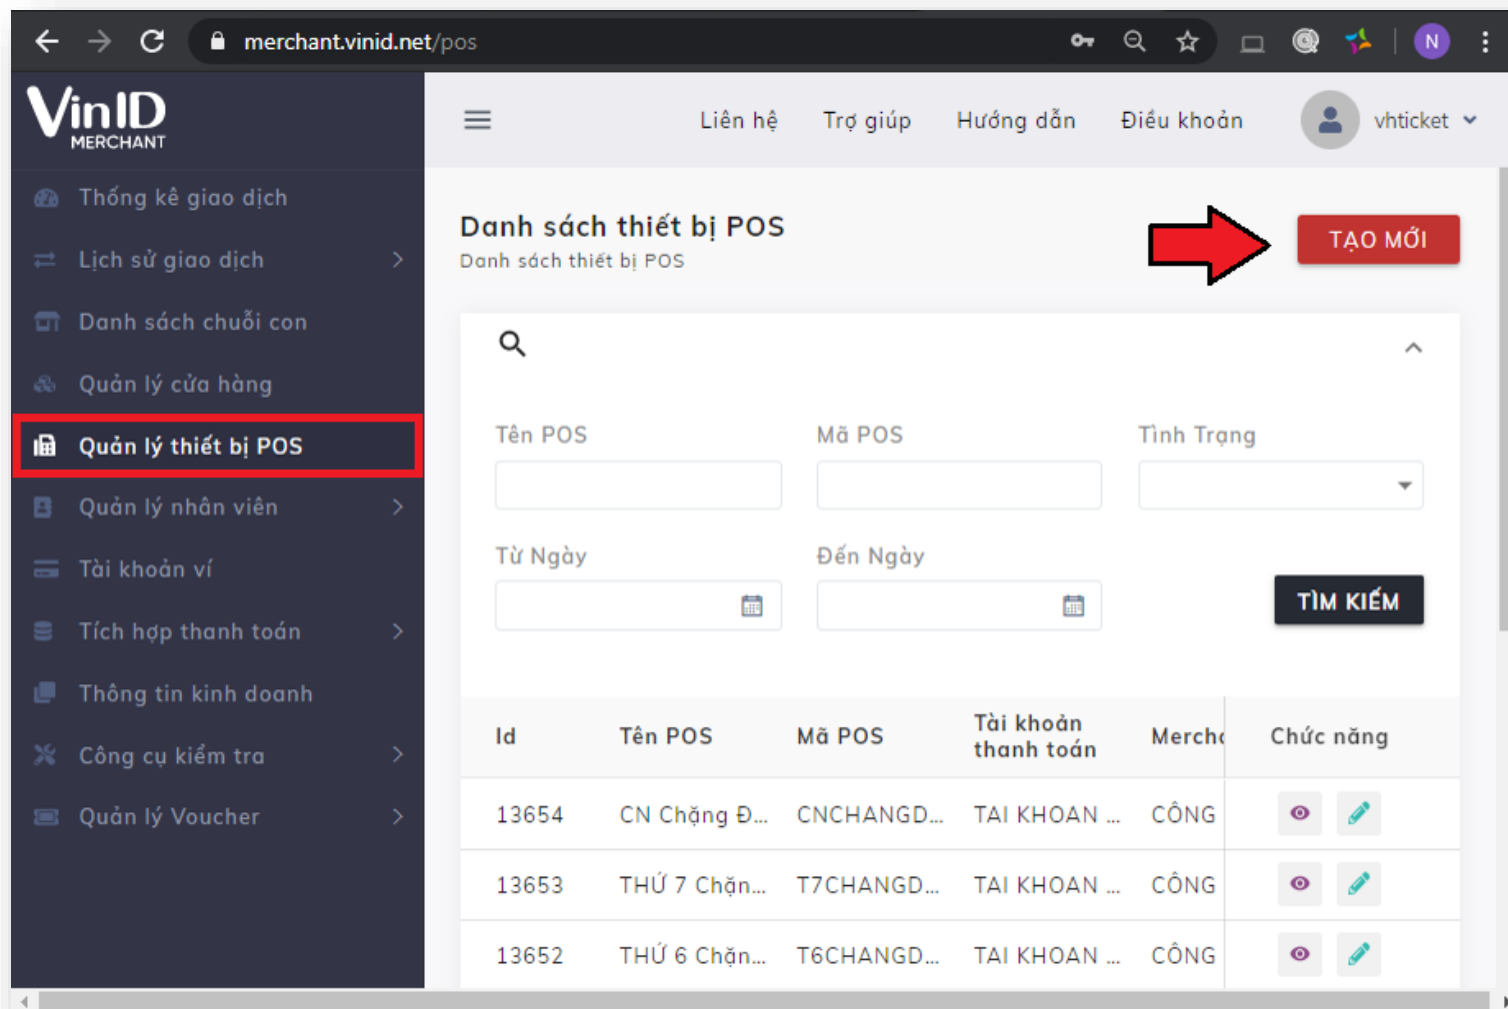 merchant.vinid.net/pos
N
VinID
MERCHANT
Liên hệ
Trợ giúp
Hướng dẫn
Điều khoản
vhticket
Thống kê giao dịch
Lịch sử giao dịch
Danh sách chuỗi con
Quản lý cửa hàng
Quản lý thiết bị POS
Quản lý nhân viên
Tài khoản ví
Tích hợp thanh toán
Thông tin kinh doanh
Công cụ kiểm tra
Quản lý Voucher
Danh sách thiết bị POS
Danh sách thiết bị POS
TẠO MỚI
Tên POS
Mã POS
Tình Trạng
Từ Ngày
Đến Ngày
TÌM KIẾM
Id
Tên POS
Mã POS
Tài khoản
thanh toán
Mercha
Chức năng
13654
CN Chặng Đ...
CNCHANGD...
TAI KHOAN ...
CÔNG
13653
THỨ 7 Chặn...
T7CHANGD...
TAI KHOAN ...
CÔNG
13652
THỨ 6 Chặn...
T6CHANGD...
TAI KHOAN ...
CÔNG